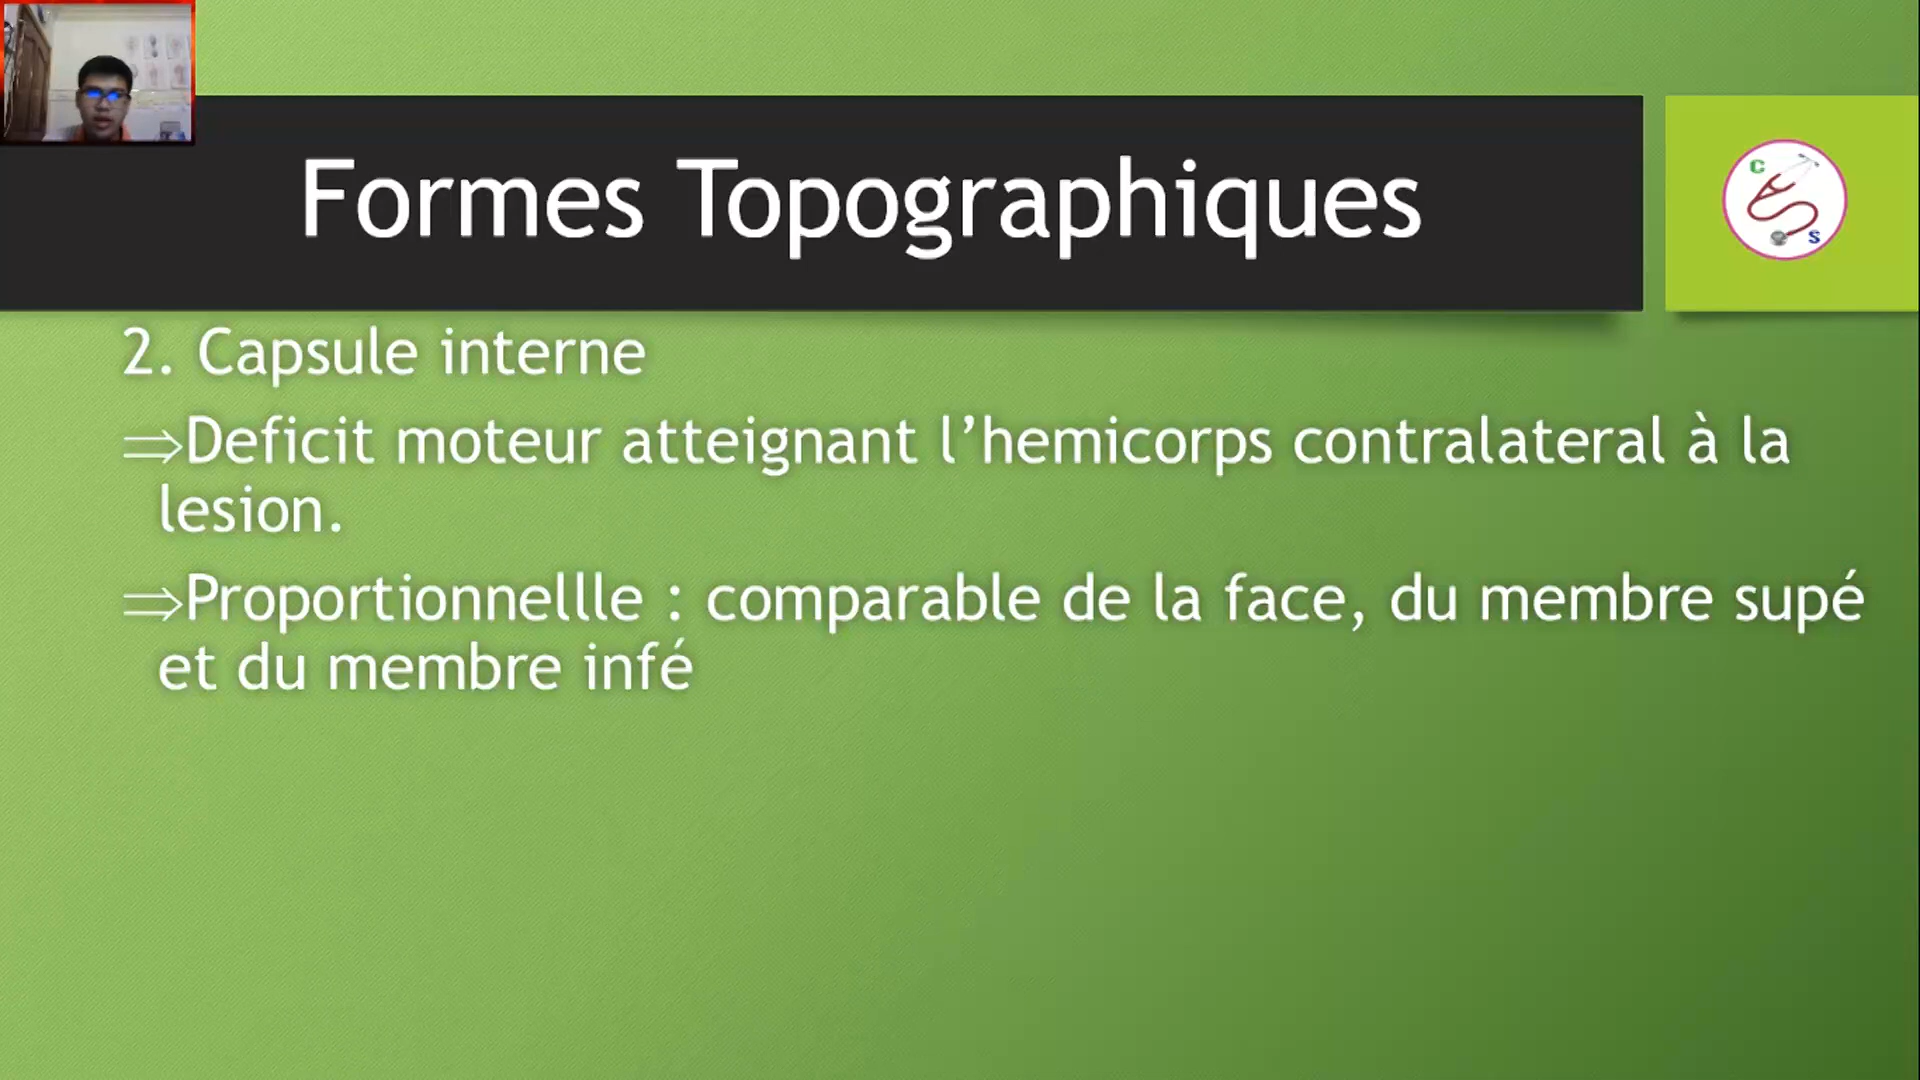 Formes Topographiques
C
S
2. Capsule interne
⇒Deficit moteur atteignant l’hemicorps contralateral à la
lesion.
⇒Proportionnellle : comparable de la face, du membre supé
et du membre infé